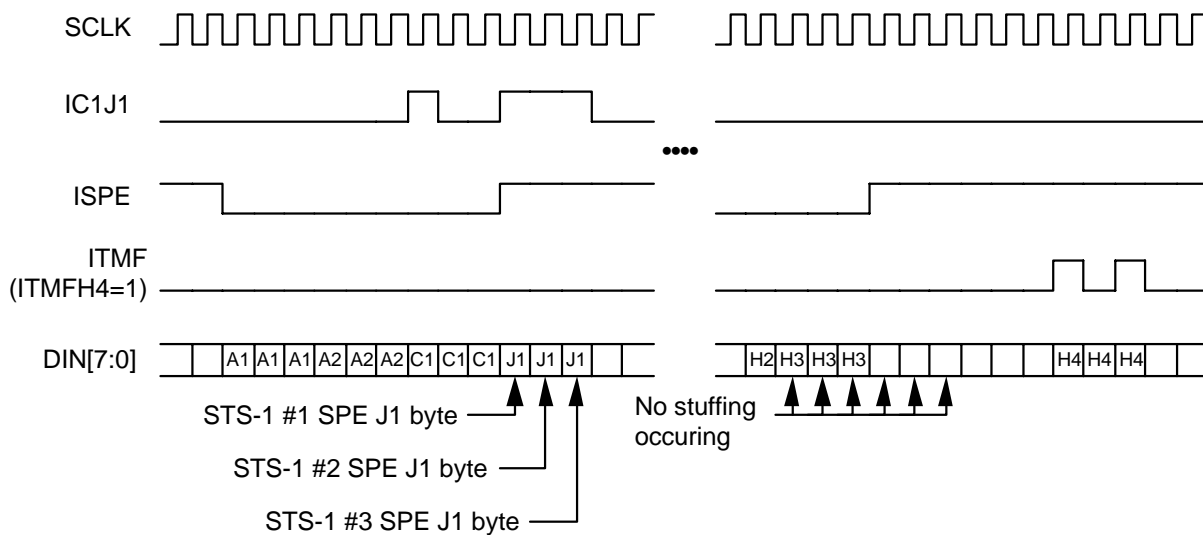 SCLK
IC1J1
ISPE
ITMF
(ITMFH4=1)
DIN[7:0]
A1 A1 A1 A2 A2 A2 C1 C1 C1 J1 J1 J1
H2 H3 H3 H3
H4 H4 H4
STS-1 #1 SPE J1 byte
STS-1 #2 SPE J1 byte
STS-1 #3 SPE J1 byte
No stuffing
occuring